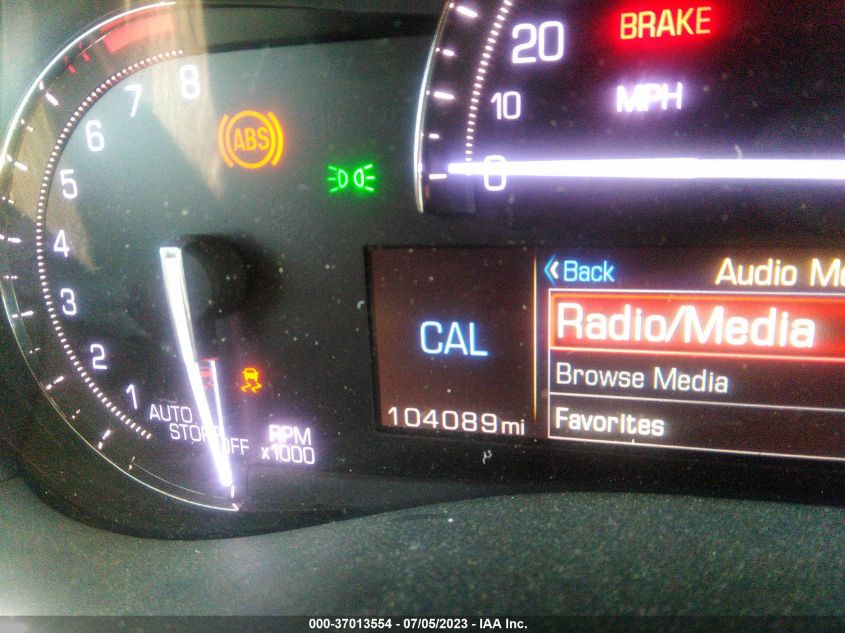 BRAKE
20
MPH
10
0
8
7
6
5
4
3
2
1
ABS
AUTO
STOP
OFF
RPM
x1000
CAL
104089mi
Back
Audio Me
Radio/Media
Browse Media
Favorites
000-37013554 / 07/05/2023 - IAA Inc.